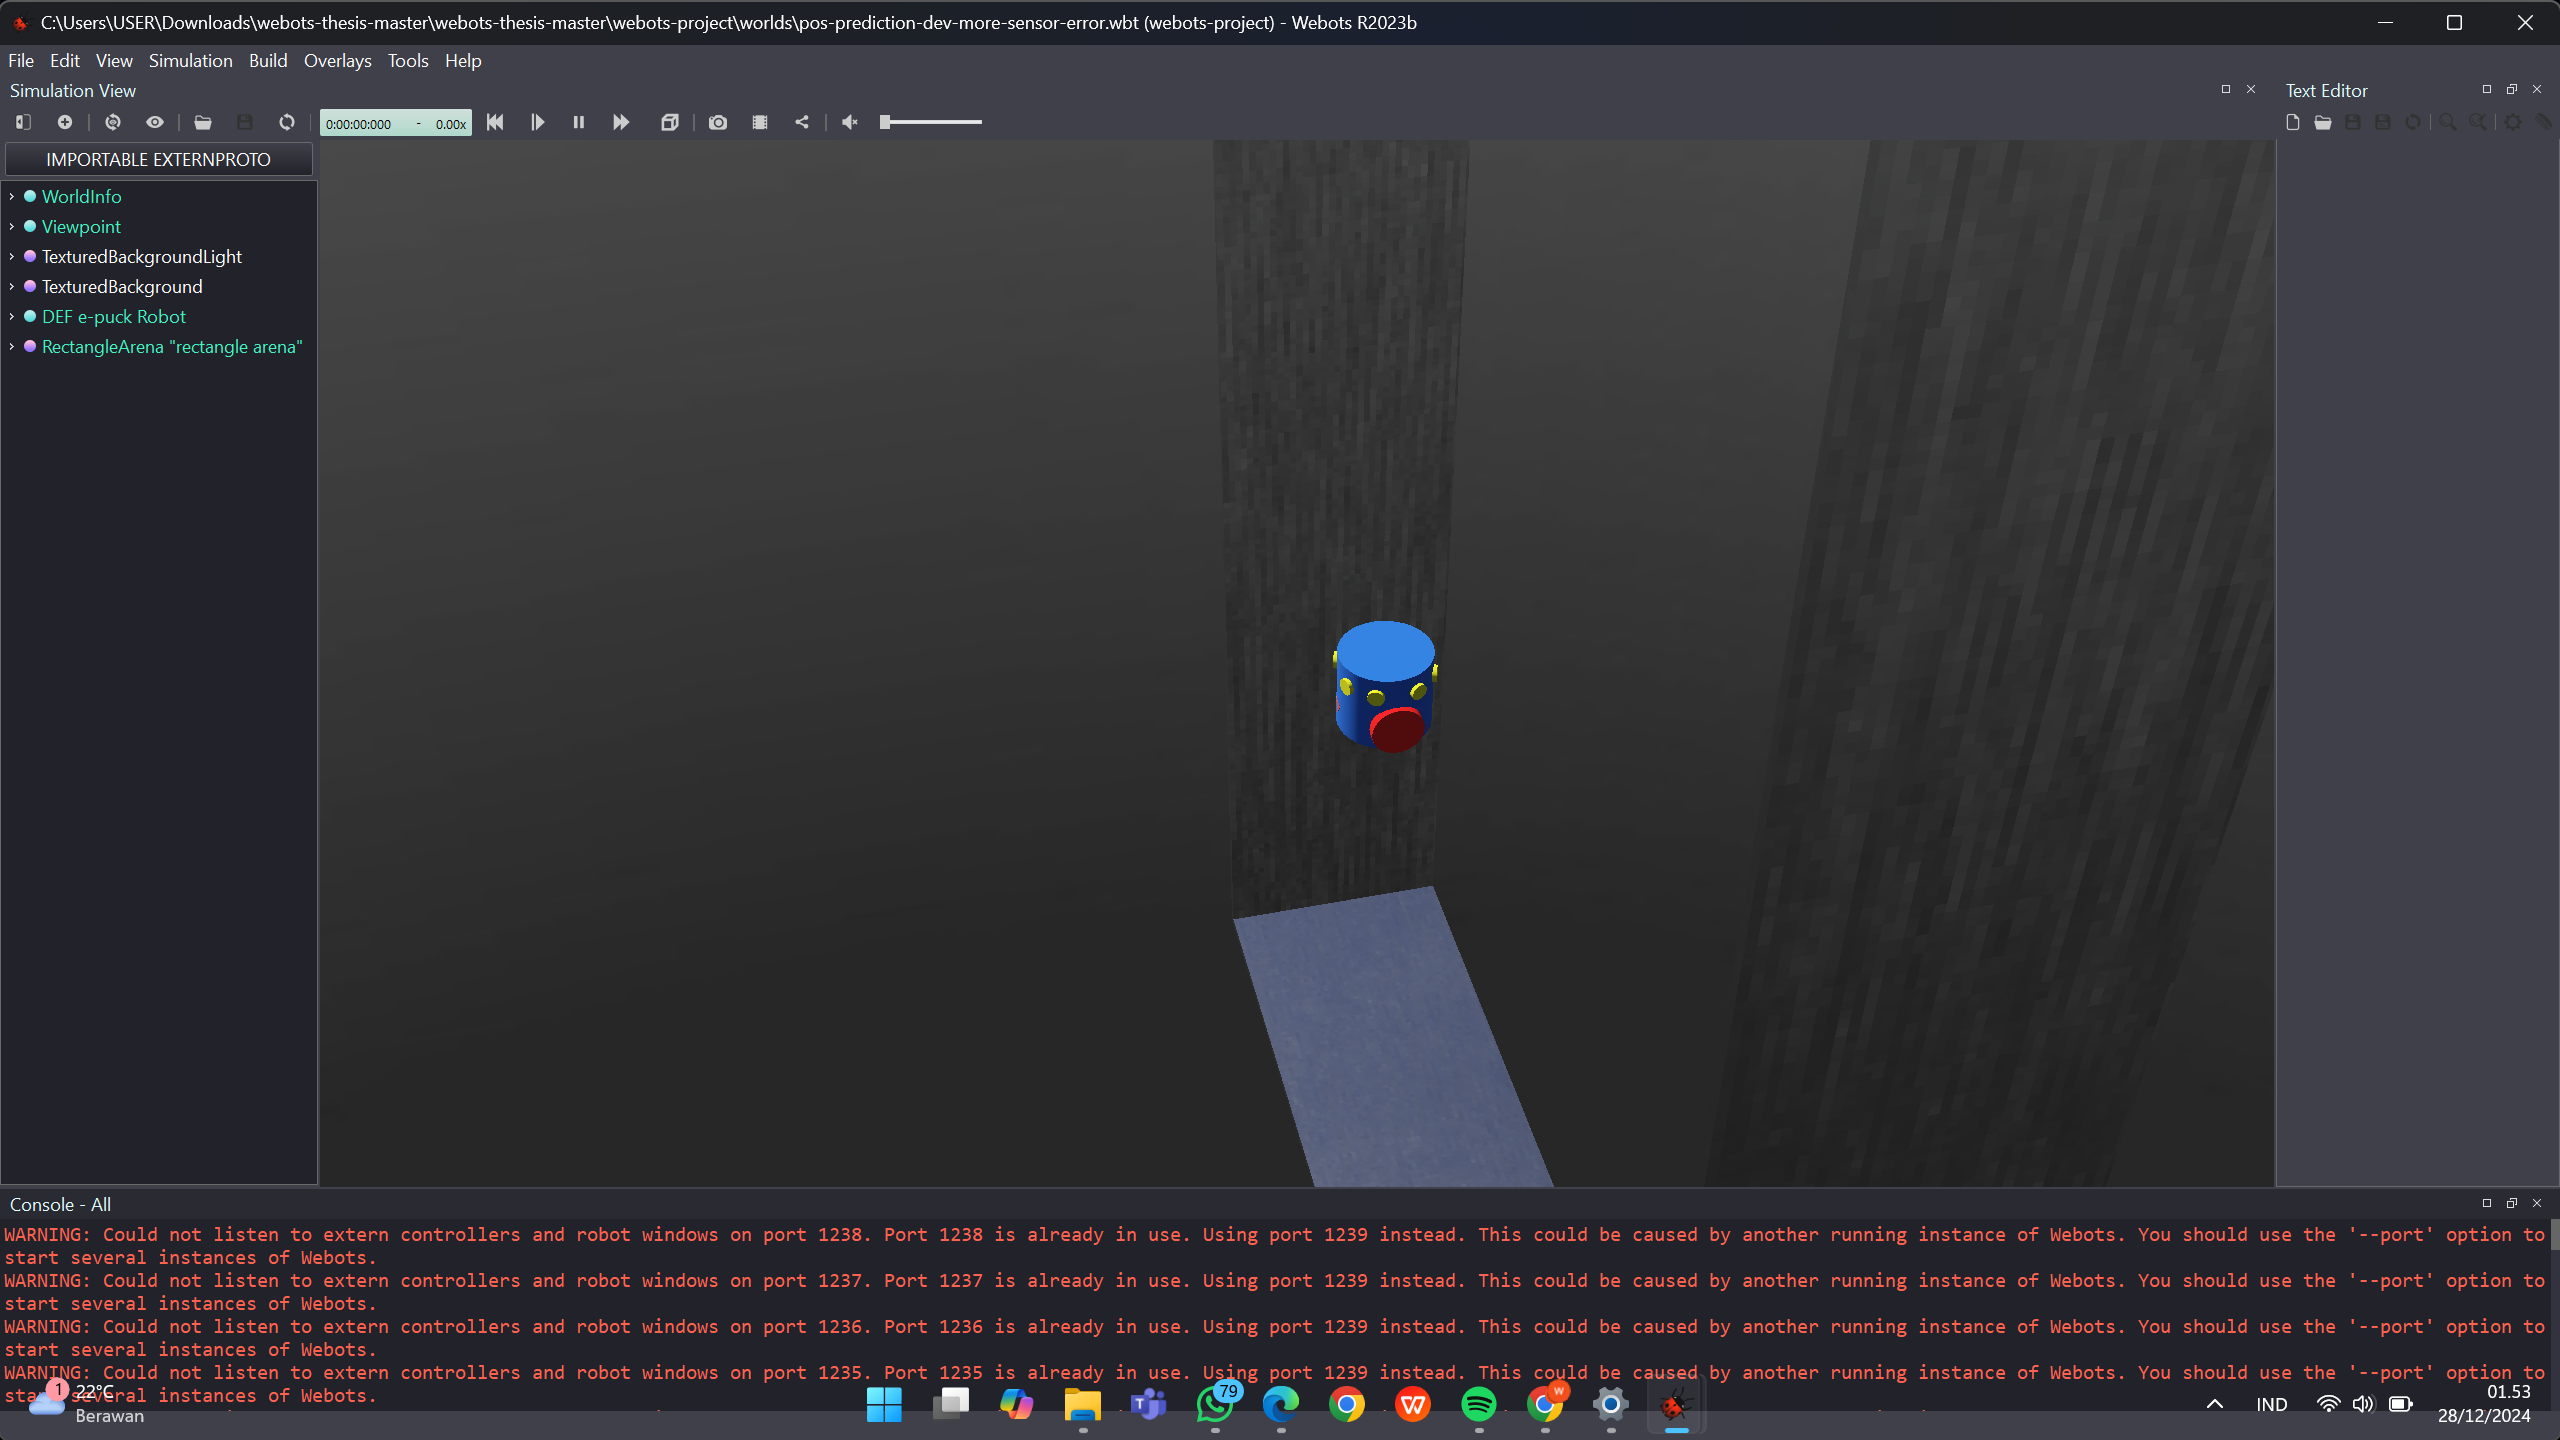 C:\Users\USER\Downloads\webots-thesis-master\webots-thesis-master\webots-project\worlds\pos-prediction-dev-more-sensor-error.wbt (webots-project) - Webots R2023b
File Edit View Simulation Build Overlays Tools Help
Simulation View
Text Editor
0:00:00:000 - 0.00x
IMPORTABLE EXTERNPROTO
WorldInfo
Viewpoint
TexturedBackgroundLight
TexturedBackground
DEF e-puck Robot
RectangleArena "rectangle arena"
Console - All
WARNING: Could not listen to extern controllers and robot windows on port 1238. Port 1238 is already in use. Using port 1239 instead. This could be caused by another running instance of Webots. You should use the '--port' option to
start several instances of Webots.
WARNING: Could not listen to extern controllers and robot windows on port 1237. Port 1237 is already in use. Using port 1239 instead. This could be caused by another running instance of Webots. You should use the '--port' option to
start several instances of Webots.
WARNING: Could not listen to extern controllers and robot windows on port 1236. Port 1236 is already in use. Using port 1239 instead. This could be caused by another running instance of Webots. You should use the '--port' option to
start several instances of Webots.
WARNING: Could not listen to extern controllers and robot windows on port 1235. Port 1235 is already in use. Using port 1239 instead. This could be caused by another running instance of Webots. You should use the '--port' option to
start several instances of Webots.
1
22°C
Berawan
79
W
IND
01.53
28/12/2024